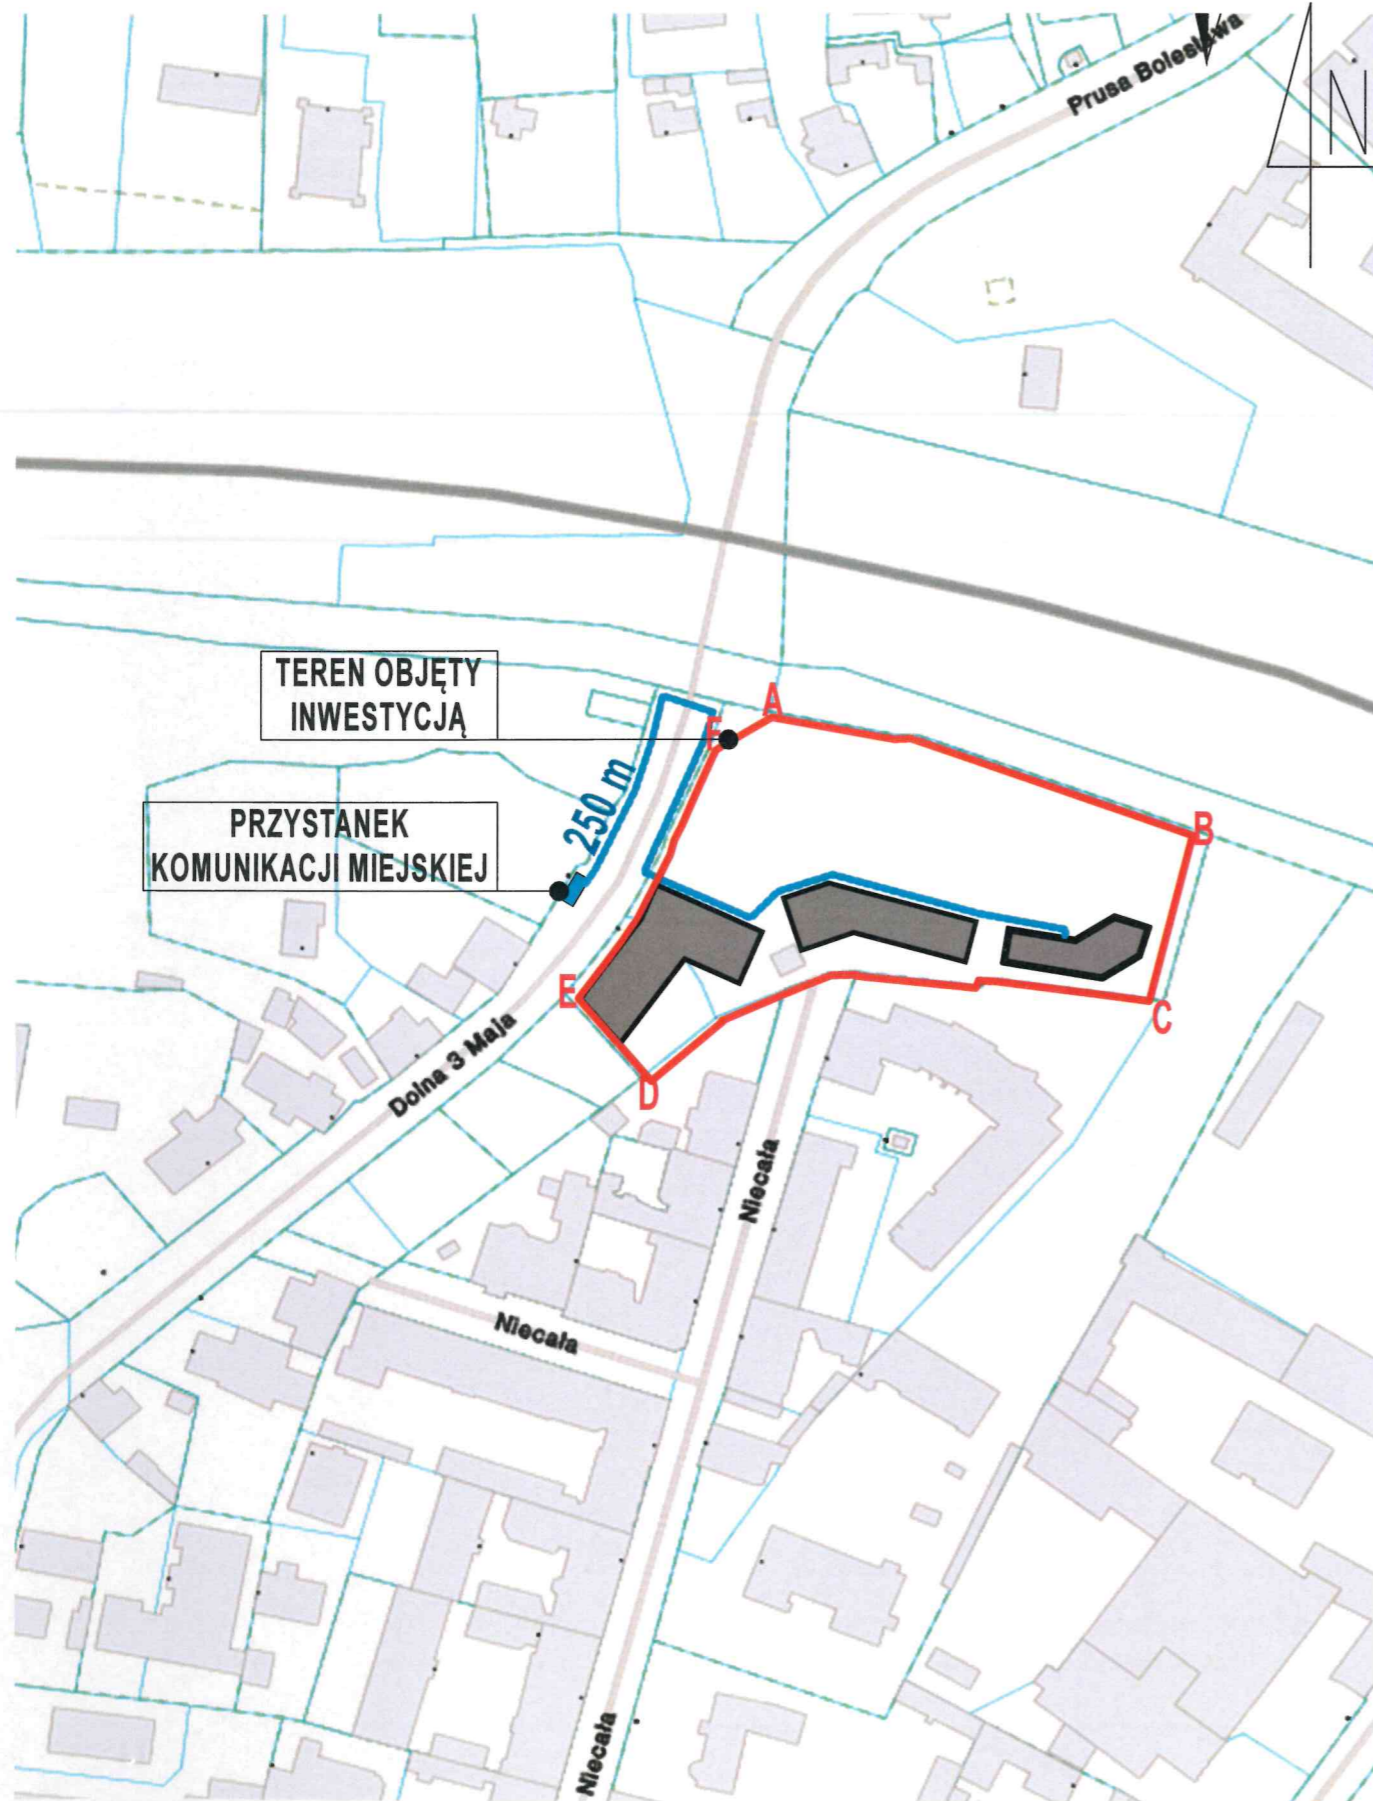 Prusa Bolesława
N
TEREN OBJĘTY
INWESTYCJĄ
A
F
B
250 m
PRZYSTANEK
KOMUNIKACJI MIEJSKIEJ
E
C
Dolna 3 Maja
D
Niecała
Niecała
Niecała